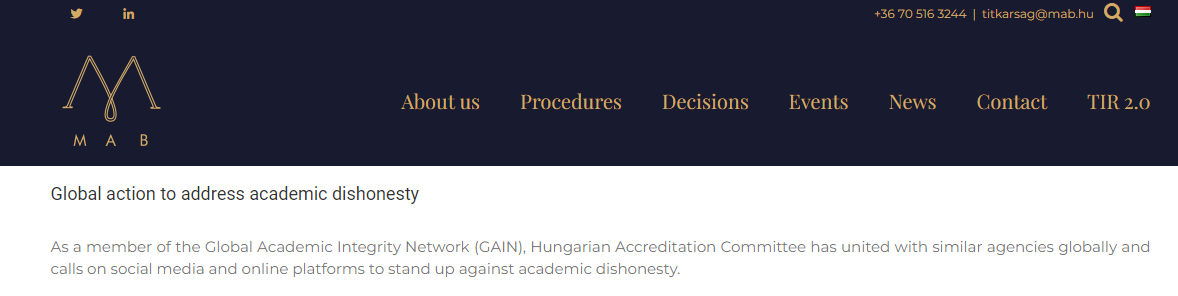 +36 70 516 3244 | titkarsag@mab.hu
MAB
About us Procedures Decisions Events News Contact TIR 2.0
Global action to address academic dishonesty
As a member of the Global Academic Integrity Network (GAIN), Hungarian Accreditation Committee has united with similar agencies globally and
calls on social media and online platforms to stand up against academic dishonesty.